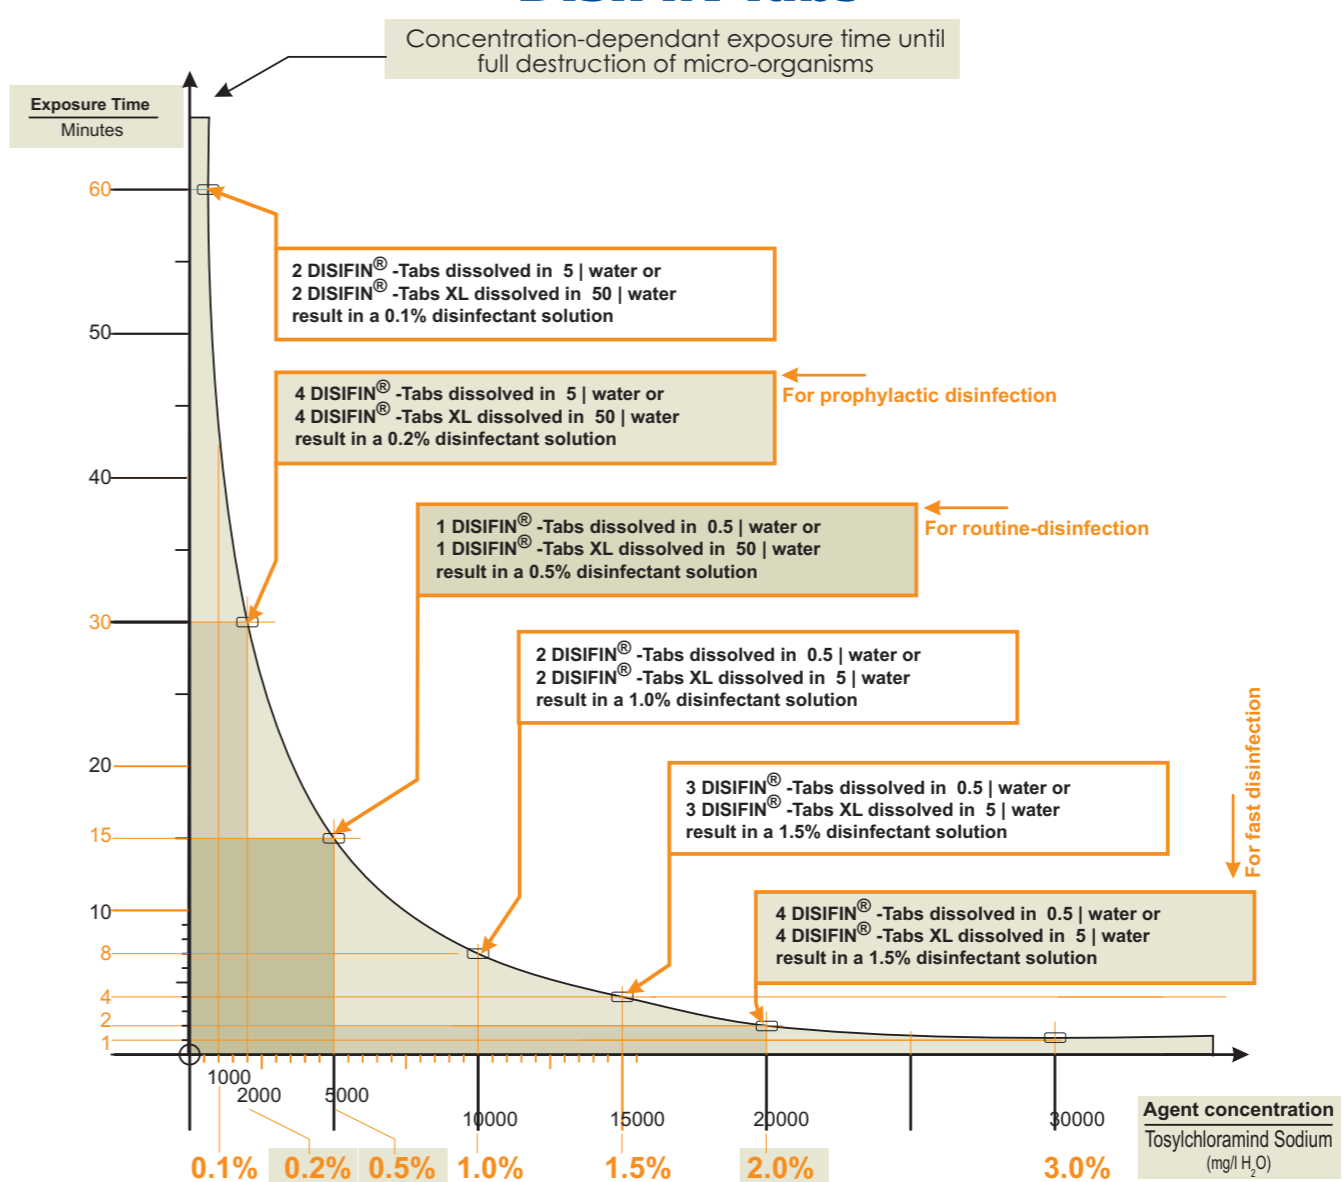 Concentration-dependant exposure time until
full destruction of micro-organisms
Exposure Time
Minutes
60
2 DISIFIN® -Tabs dissolved in 5 | water or
2 DISIFIN® -Tabs XL dissolved in 50 | water
result in a 0.1% disinfectant solution
50
4 DISIFIN® -Tabs dissolved in 5 | water or
4 DISIFIN® -Tabs XL dissolved in 50 | water
result in a 0.2% disinfectant solution
For prophylactic disinfection
40
1 DISIFIN® -Tabs dissolved in 0.5 | water or
1 DISIFIN® -Tabs XL dissolved in 50 | water
result in a 0.5% disinfectant solution
For routine-disinfection
30
2 DISIFIN® -Tabs dissolved in 0.5 | water or
2 DISIFIN® -Tabs XL dissolved in 5 | water
result in a 1.0% disinfectant solution
20
3 DISIFIN® -Tabs dissolved in 0.5 | water or
3 DISIFIN® -Tabs XL dissolved in 5 | water
result in a 1.5% disinfectant solution
For fast disinfection
15
4 DISIFIN® -Tabs dissolved in 0.5 | water or
4 DISIFIN® -Tabs XL dissolved in 5 | water
result in a 1.5% disinfectant solution
10
8
4
2
1
1000
2000
5000
10000
15000
20000
30000
Agent concentration
Tosylchloramind Sodium
(mg/l H₂O)
0.1%
0.2%
0.5%
1.0%
1.5%
2.0%
3.0%